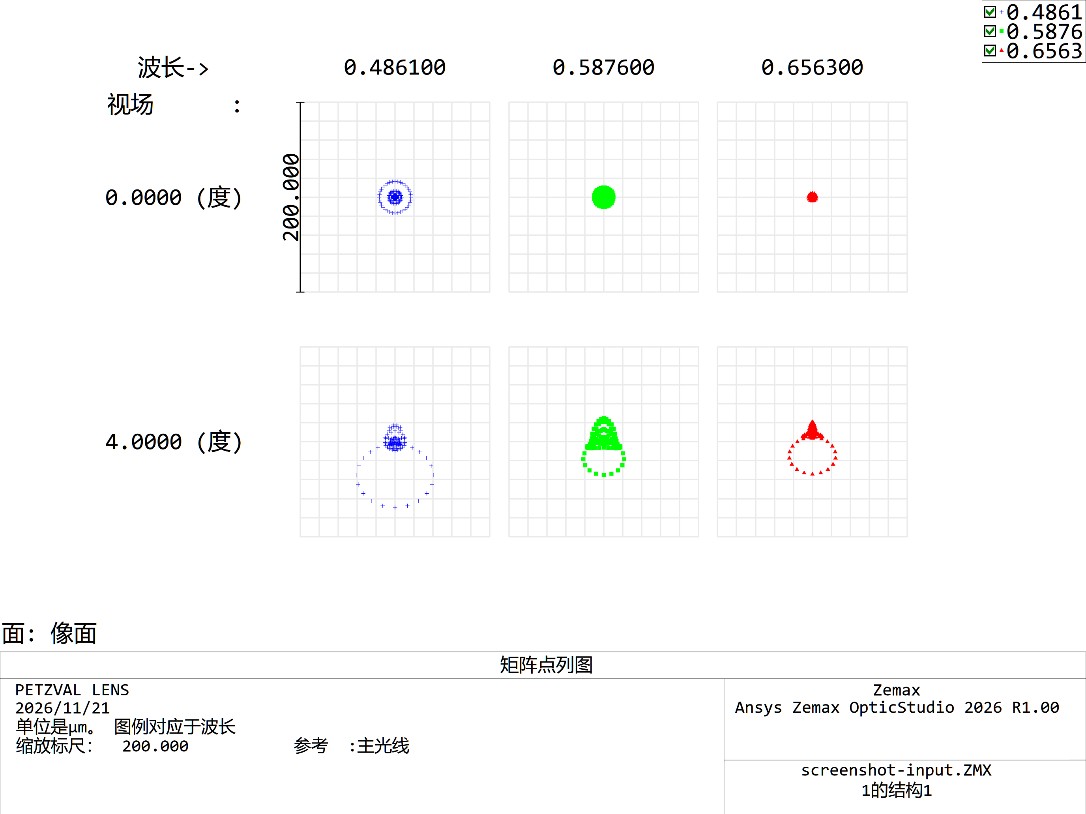 0.4861
0.5876
0.6563
波长-> 0.486100 0.587600 0.656300
视场 :
200.000
0.0000 (度)
4.0000 (度)
面: 像面
矩阵点列图
PETZVAL LENS
2026/11/21
单位是µm。 图例对应于波长
缩放标尺: 200.000 参考 :主光线
Zemax
Ansys Zemax OpticStudio 2026 R1.00
screenshot-input.ZMX
1的结构1